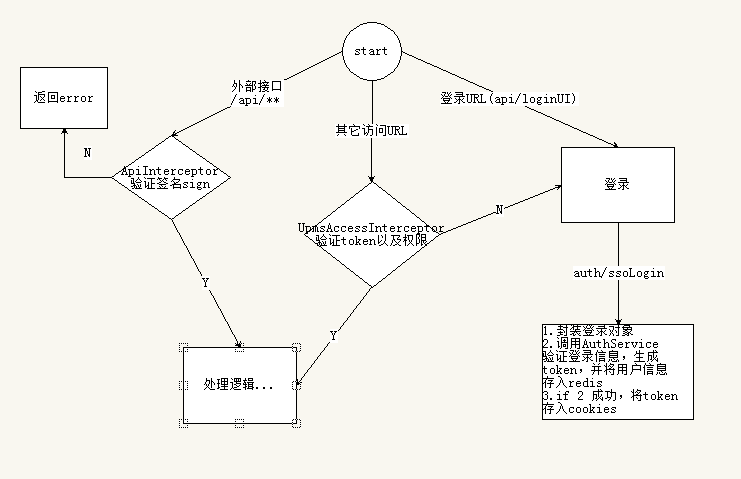 start
返回error
外部接口
/api/**
登录URL(api/loginUI)
其它访问URL
N
ApiInterceptor
验证签名sign
登录
N
UpmsAccessInterceptor
验证token以及权限
auth/ssoLogin
Y
Y
处理逻辑...
1.封装登录对象
2.调用AuthService
验证登录信息，生成
token，并将用户信息
存入redis
3.if 2 成功，将token
存入cookies